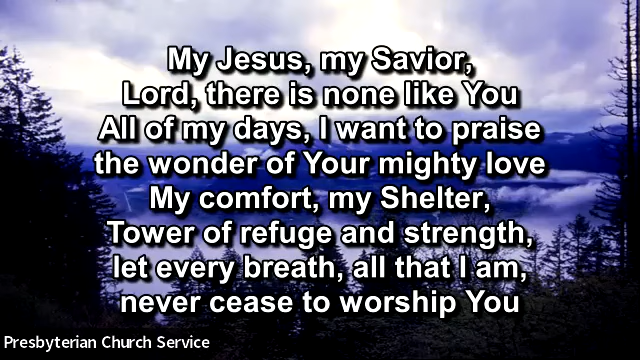 My Jesus, my Savior,
Lord, there is none like You
All of my days, I want to praise
the wonder of Your mighty love
My comfort, my Shelter,
Tower of refuge and strength,
let every breath, all that I am,
never cease to worship You
Presbyterian Church Service